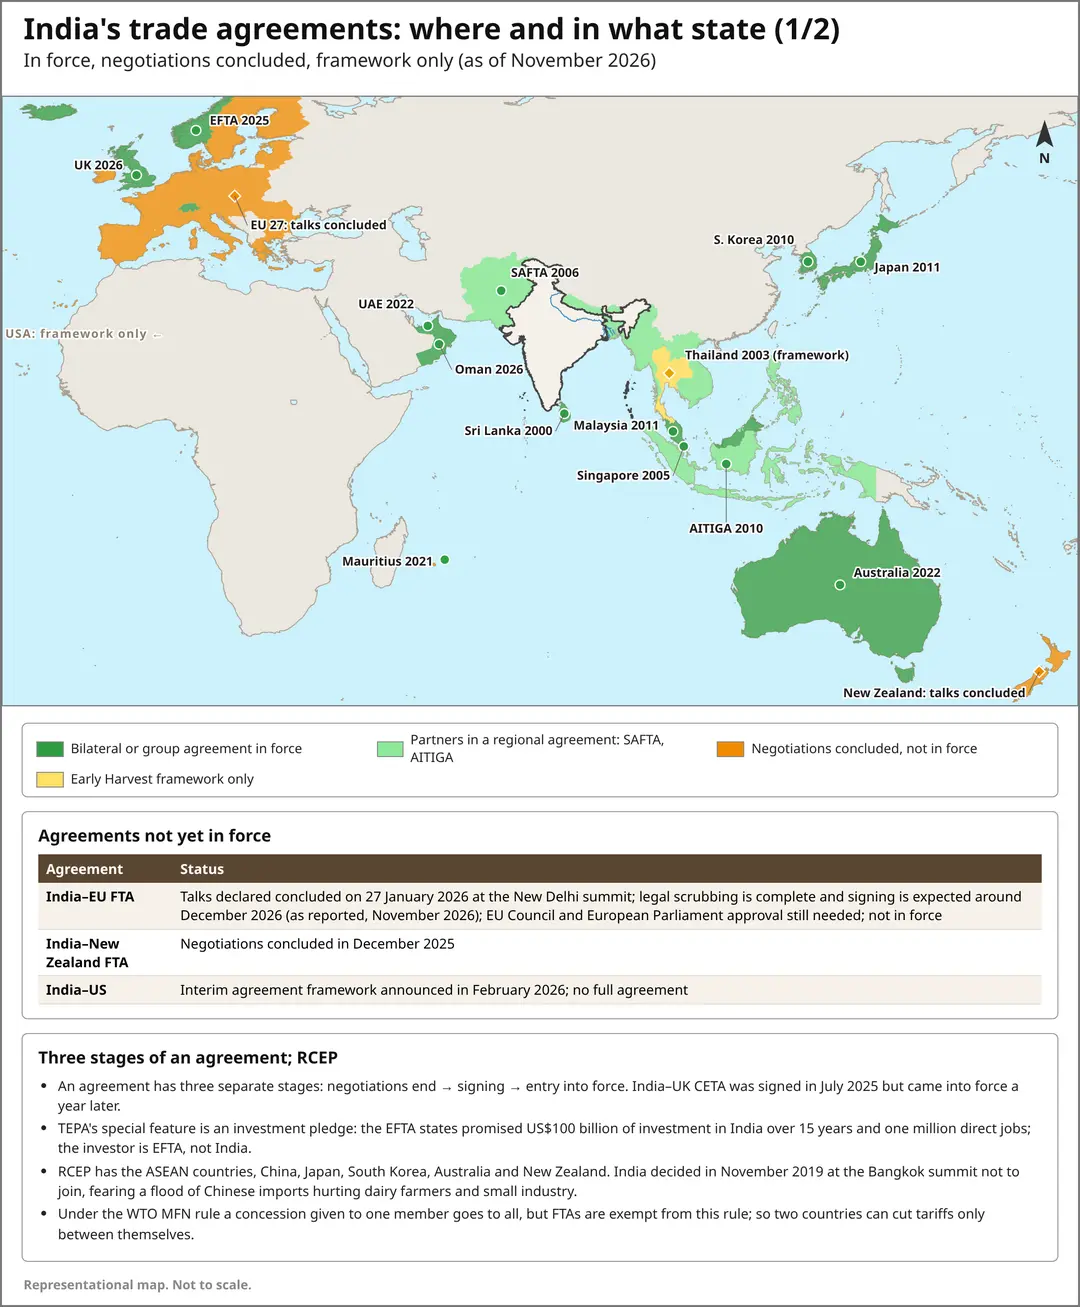 India's trade agreements: where and in what state (1/2)
In force, negotiations concluded, framework only (as of November 2026)
EFTA 2025
N
UK 2026
EU 27: talks concluded
S. Korea 2010
Japan 2011
SAFTA 2006
UAE 2022
USA: framework only ←
Thailand 2003 (framework)
Oman 2026
Sri Lanka 2000
Malaysia 2011
Singapore 2005
AITIGA 2010
Mauritius 2021
Australia 2022
New Zealand: talks concluded
Bilateral or group agreement in force
Partners in a regional agreement: SAFTA,
AITIGA
Negotiations concluded, not in force
Early Harvest framework only
Agreements not yet in force
Agreement Status
India–EU FTA Talks declared concluded on 27 January 2026 at the New Delhi summit; legal scrubbing is complete and signing is expected around
December 2026 (as reported, November 2026); EU Council and European Parliament approval still needed; not in force
India–New Negotiations concluded in December 2025
Zealand FTA
India–US Interim agreement framework announced in February 2026; no full agreement
Three stages of an agreement; RCEP
• An agreement has three separate stages: negotiations end → signing → entry into force. India–UK CETA was signed in July 2025 but came into force a
year later.
• TEPA's special feature is an investment pledge: the EFTA states promised US$100 billion of investment in India over 15 years and one million direct jobs;
the investor is EFTA, not India.
• RCEP has the ASEAN countries, China, Japan, South Korea, Australia and New Zealand. India decided in November 2019 at the Bangkok summit not to
join, fearing a flood of Chinese imports hurting dairy farmers and small industry.
• Under the WTO MFN rule a concession given to one member goes to all, but FTAs are exempt from this rule; so two countries can cut tariffs only
between themselves.
Representational map. Not to scale.